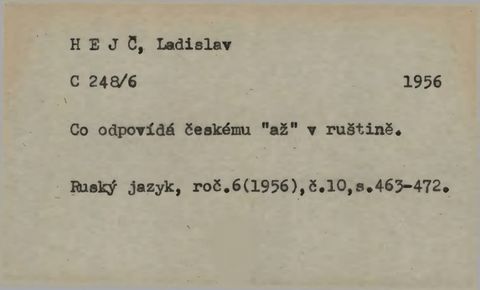 H E J Č, Ladislav
C 248/6 1956
Co odpovídá českému "až" v ruštině.
Ruský jazyk, roč.6(1956),č.10,s.463-472.